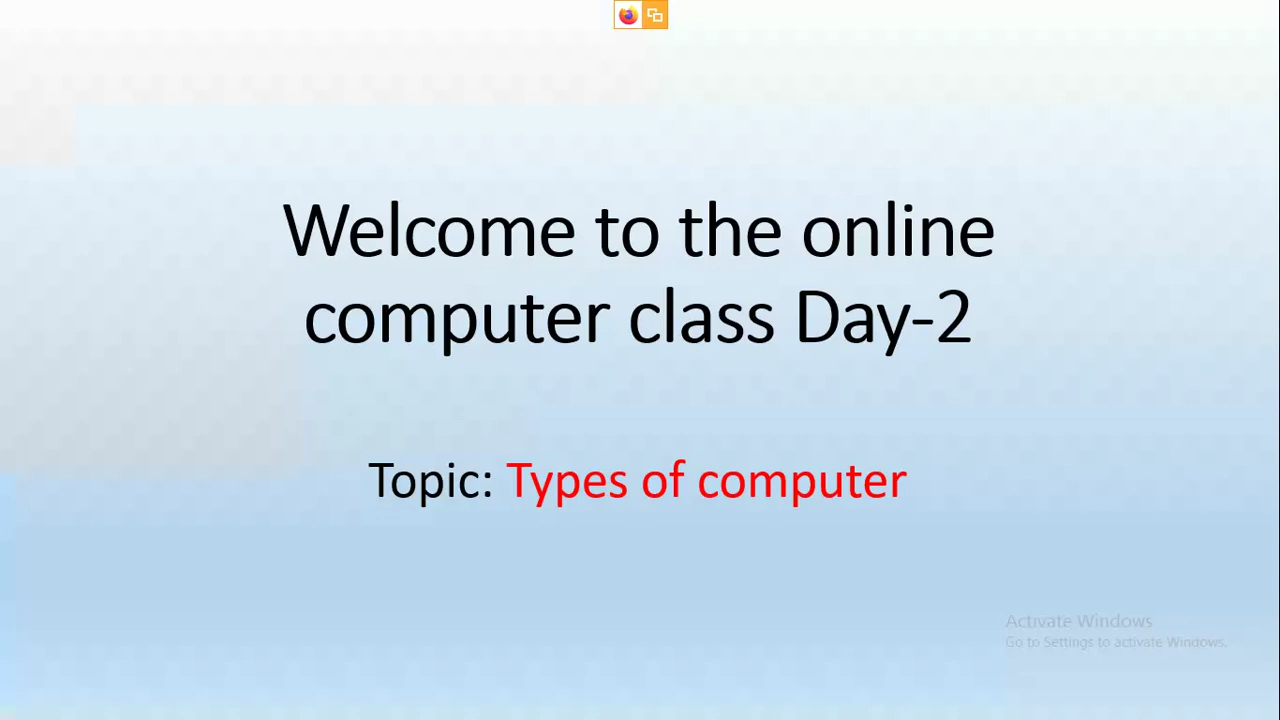 Welcome to the online
computer class Day-2
Topic: Types of computer
Activate Windows
Go to Settings to activate Windows.